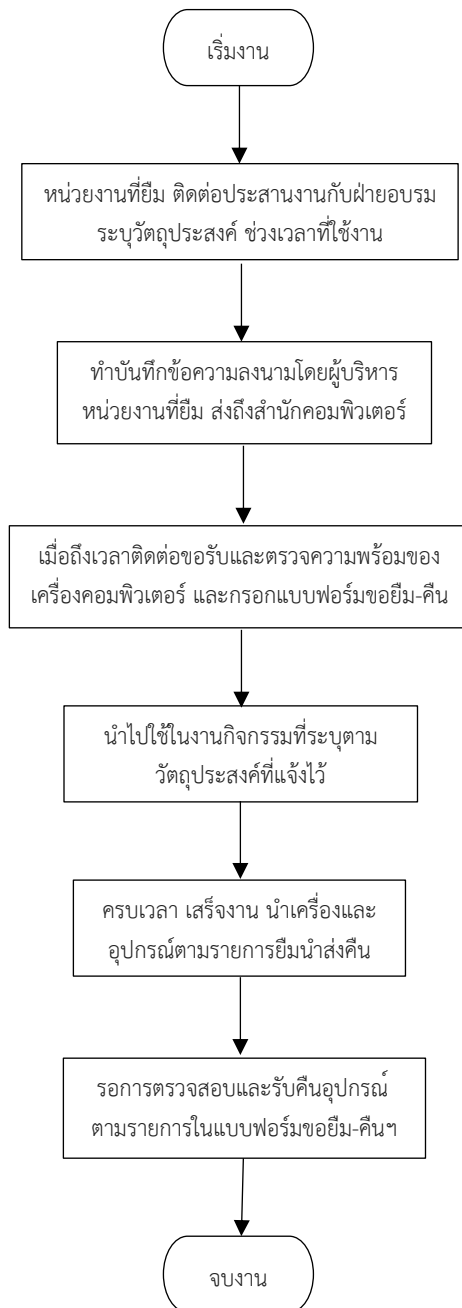 เริ่มงาน
หน่วยงานที่ยืม ติดต่อประสานงานกับฝ่ายอบรม
ระบุวัตถุประสงค์ ช่วงเวลาที่ใช้งาน
ทำบันทึกข้อความลงนามโดยผู้บริหาร
หน่วยงานที่ยืม ส่งถึงสำนักคอมพิวเตอร์
เมื่อถึงเวลาติดต่อขอรับและตรวจความพร้อมของ
เครื่องคอมพิวเตอร์ และกรอกแบบฟอร์มขอยืม-คืน
นำไปใช้ในงานกิจกรรมที่ระบุตาม
วัตถุประสงค์ที่แจ้งไว้
ครบเวลา เสร็จงาน นำเครื่องและ
อุปกรณ์ตามรายการยืมนำส่งคืน
รอการตรวจสอบและรับคืนอุปกรณ์
ตามรายการในแบบฟอร์มขอยืม-คืนฯ
จบงาน